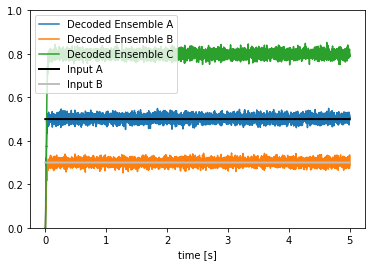 1.0
0.8
0.6
0.4
0.2
0.0
Decoded Ensemble A
Decoded Ensemble B
Decoded Ensemble C
Input A
Input B
0 1 2 3 4 5
time [s]